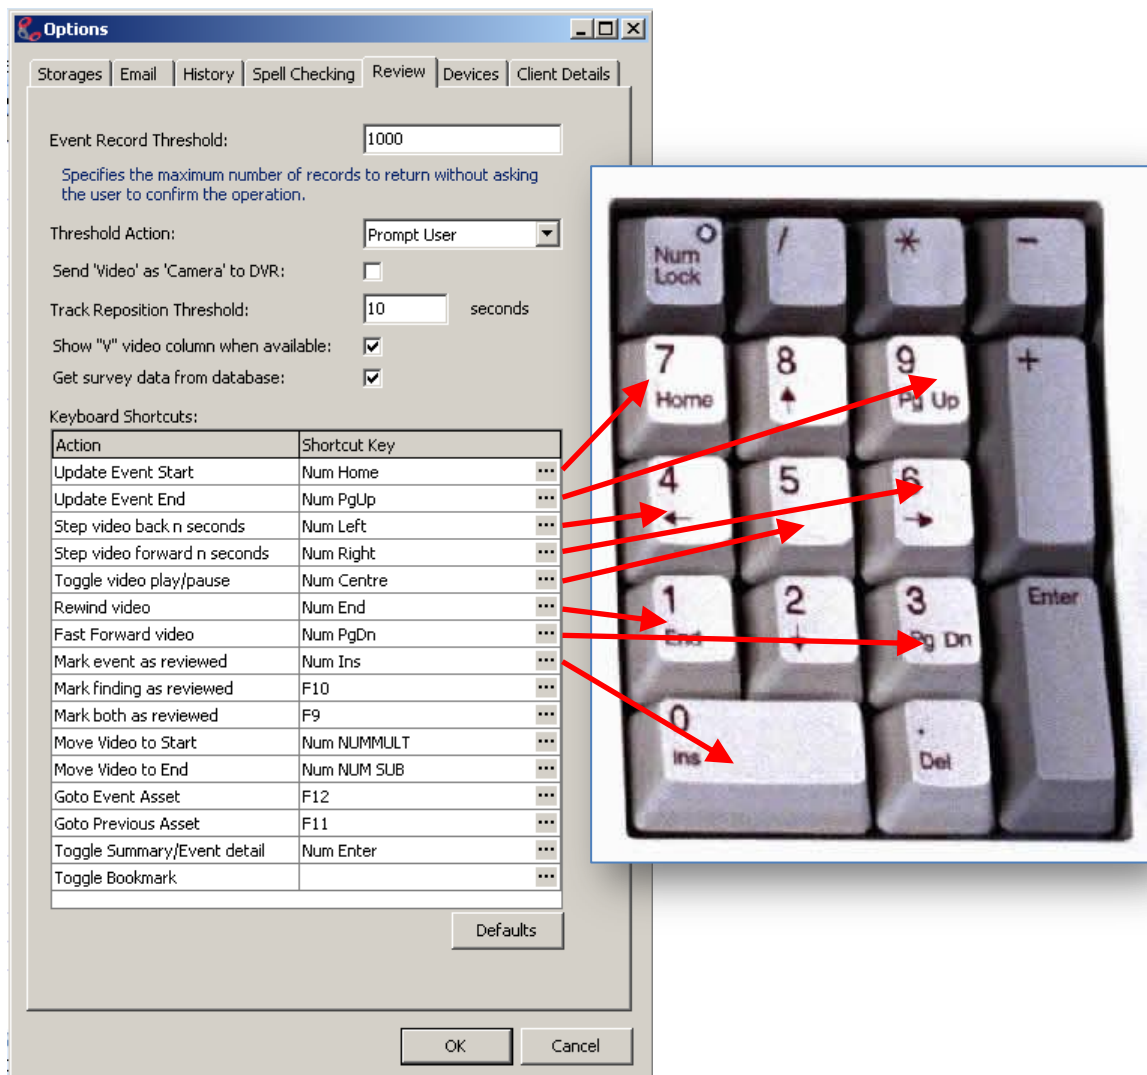 Options
Storages Email History Spell Checking Review Devices Client Details
Event Record Threshold: 1000
Specifies the maximum number of records to return without asking
the user to confirm the operation.
Threshold Action: Prompt User
Send 'Video' as 'Camera' to DVR:
Track Reposition Threshold: 10 seconds
Show "V" video column when available:
Get survey data from database:
Keyboard Shortcuts:
Action Shortcut Key
Update Event Start Num Home ...
Update Event End Num PgUp ...
Step video back n seconds Num Left ...
Step video forward n seconds Num Right ...
Toggle video play/pause Num Centre ...
Rewind video Num End ...
Fast Forward video Num PgDn ...
Mark event as reviewed Num Ins ...
Mark finding as reviewed F10 ...
Mark both as reviewed F9 ...
Move Video to Start Num NUMMULT ...
Move Video to End Num NUM SUB ...
Goto Event Asset F12 ...
Goto Previous Asset F11 ...
Toggle Summary/Event detail Num Enter ...
Toggle Bookmark ...
Defaults
OK Cancel
Num
Lock
/ * -
7 8 9 +
Home ↑ Pg Up
4 5 6
← →
1 2 3 Enter
End ↓ Pg Dn
0 .
Ins Del